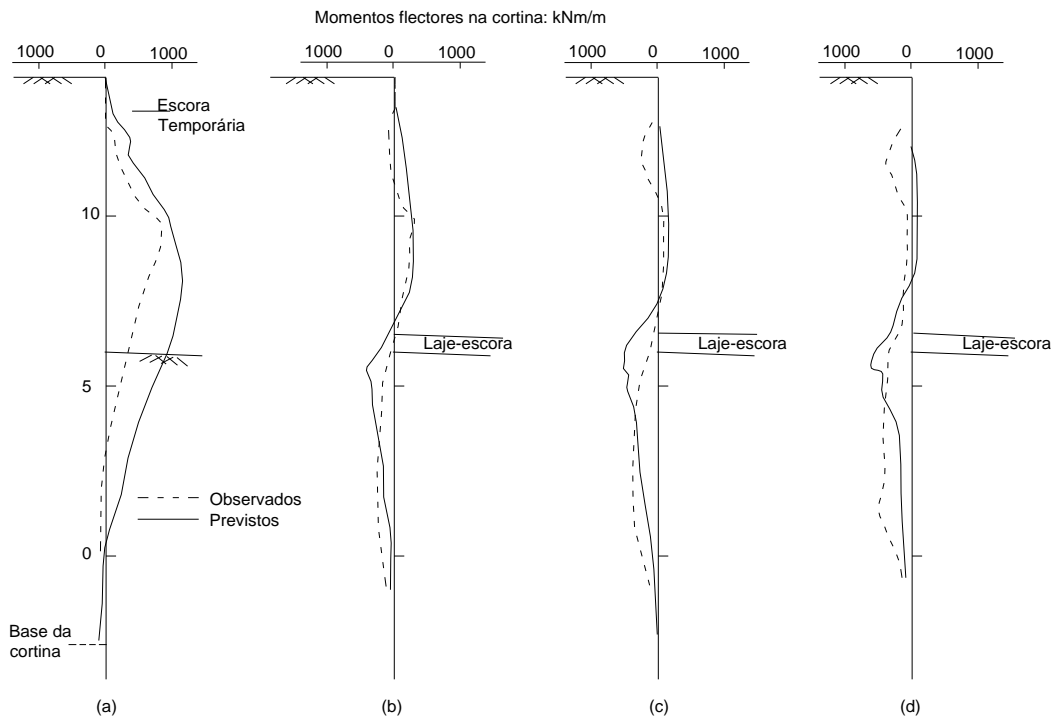 Momentos flectores na cortina: kNm/m
1000 0 1000
1000 0 1000
1000 0 1000
1000 0 1000
Escora
Temporária
10
Laje-escora
Laje-escora
Laje-escora
5
Observados
Previstos
0
Base da
cortina
(a)
(b)
(c)
(d)